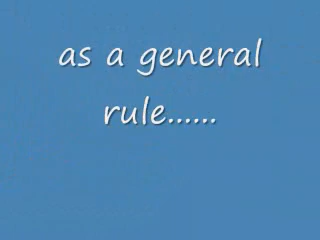 as a general
rule......